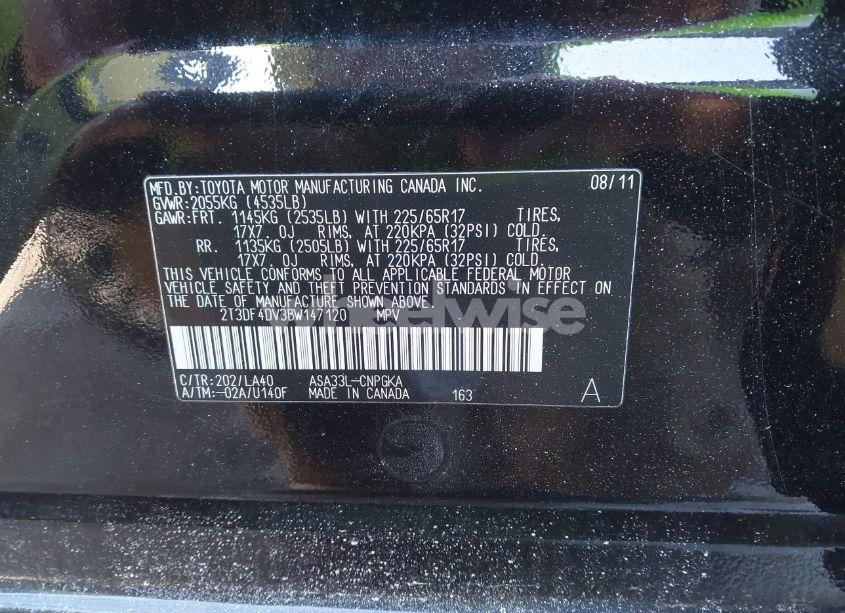 MFD.BY:TOYOTA MOTOR MANUFACTURING CANADA INC. 08/11
GVWR:2055KG (4535LB)
GAWR:FRT. 1145KG (2535LB) WITH 225/65R17 TIRES,
17X7.0J RIMS, AT 220KPA (32PSI) COLD.
RR. 1135KG (2505LB) WITH 225/65R17 TIRES,
17X7.0J RIMS, AT 220KPA (32PSI) COLD.
THIS VEHICLE CONFORMS TO ALL APPLICABLE FEDERAL MOTOR
VEHICLE SAFETY AND THEFT PREVENTION STANDARDS IN EFFECT ON
THE DATE OF MANUFACTURE SHOWN ABOVE.
2T3DF4DV3BW147120 MPV
wheelwise
C/TR:202/LA40 ASA33L-CNPGKA
A/TM:-02A/U140F MADE IN CANADA 163 A